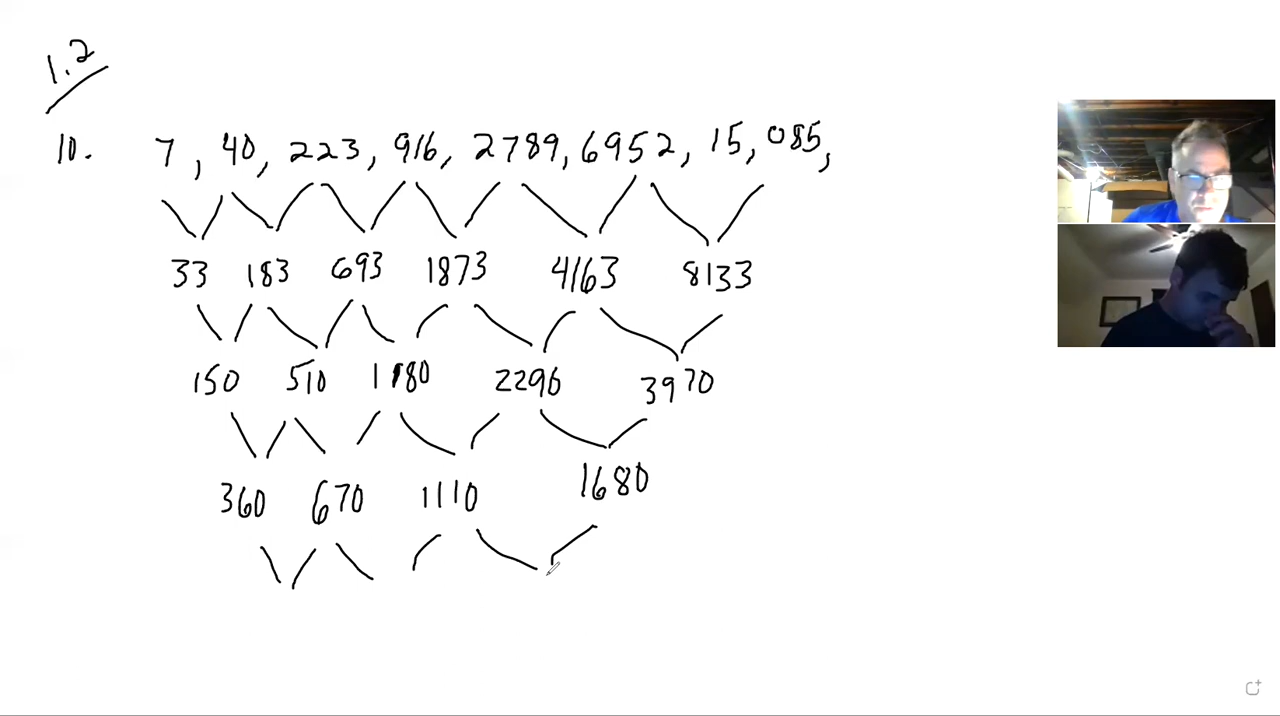 1.2
10. 7, 40, 223, 916, 2789, 6952, 15,085,
33 183 693 1873 4163 8133
150 510 1180 2296 3970
360 670 1110 1680